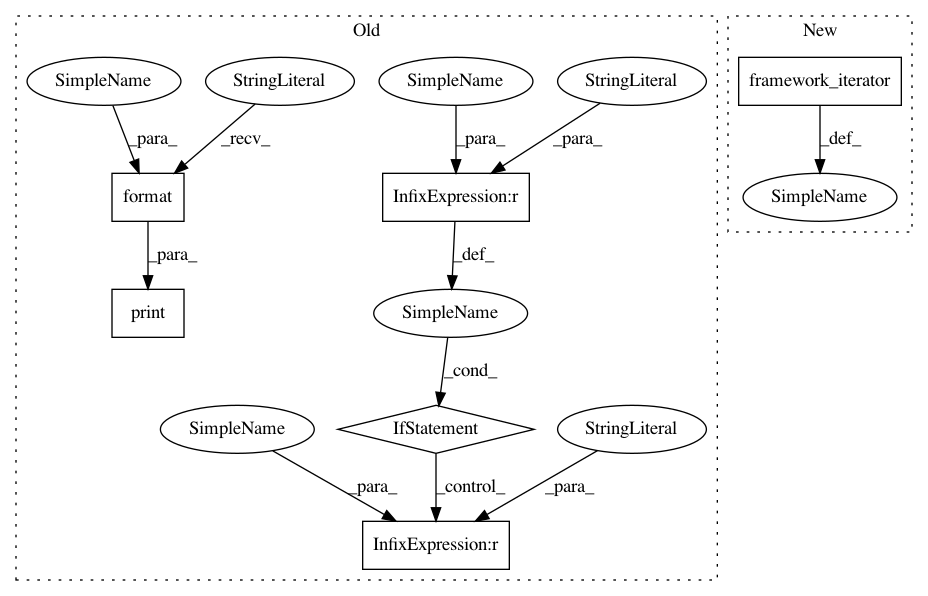 Old
New
SimpleName
StringLiteral
SimpleName
StringLiteral
framework_iterator
_para_
_recv_
_para_
_para_
_def_
format
InfixExpression:r
SimpleName
_para_
_def_
print
SimpleName
_cond_
SimpleName
IfStatement
StringLiteral
_para_
_control_
_para_
InfixExpression:r